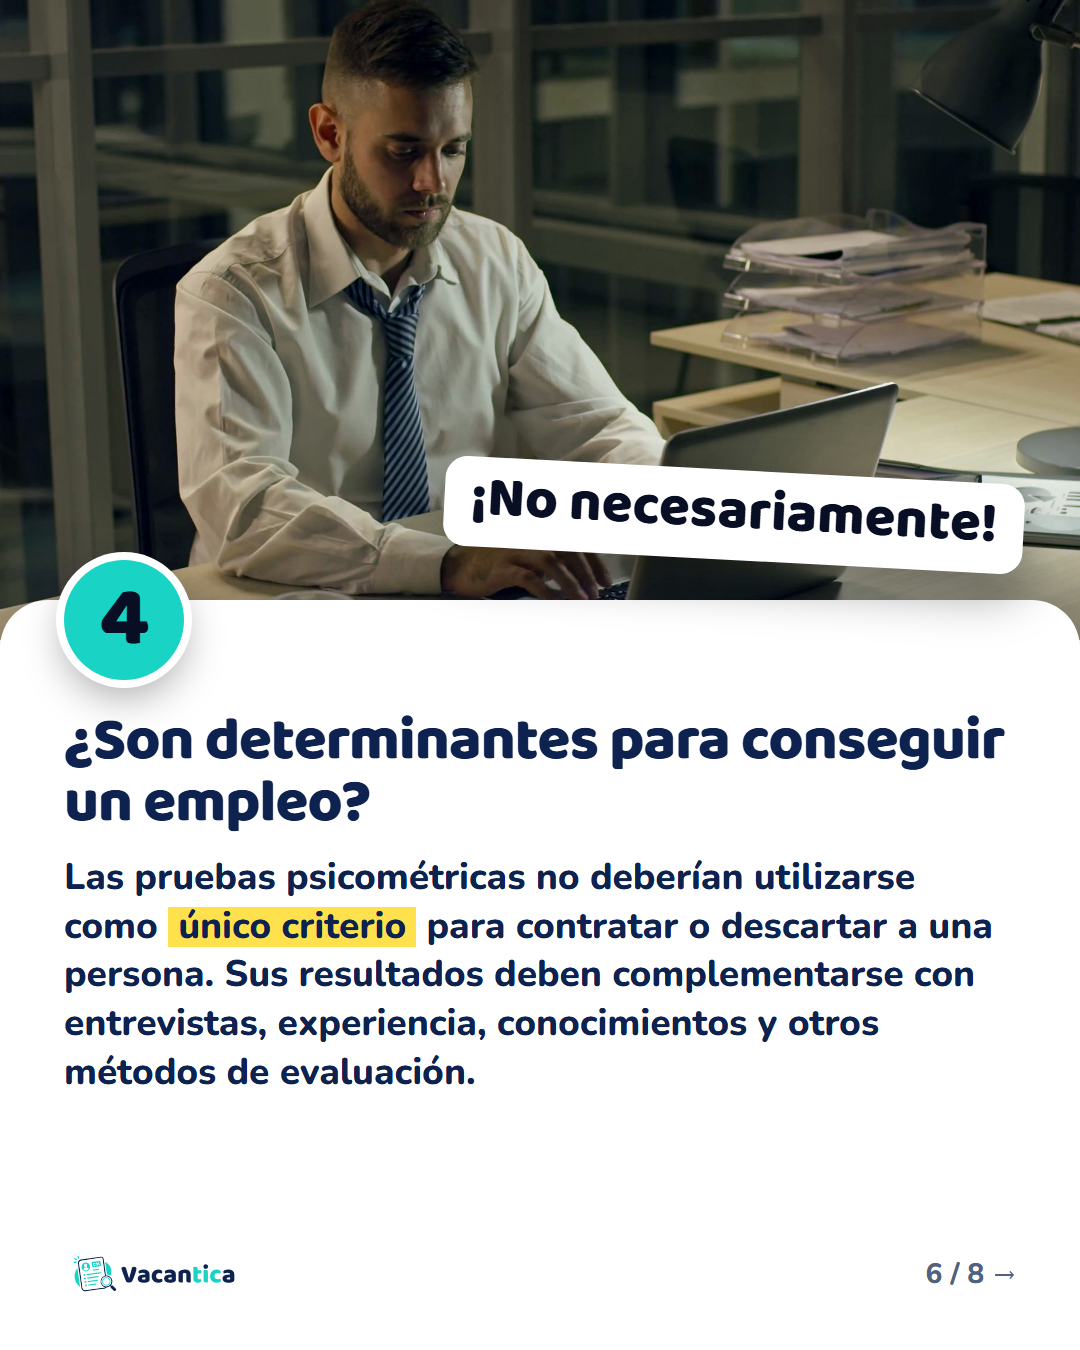 ¡No necesariamente!
4
¿Son determinantes para conseguir
un empleo?
Las pruebas psicométricas no deberían utilizarse
como único criterio para contratar o descartar a una
persona. Sus resultados deben complementarse con
entrevistas, experiencia, conocimientos y otros
métodos de evaluación.
Vacantica
6 / 8 →